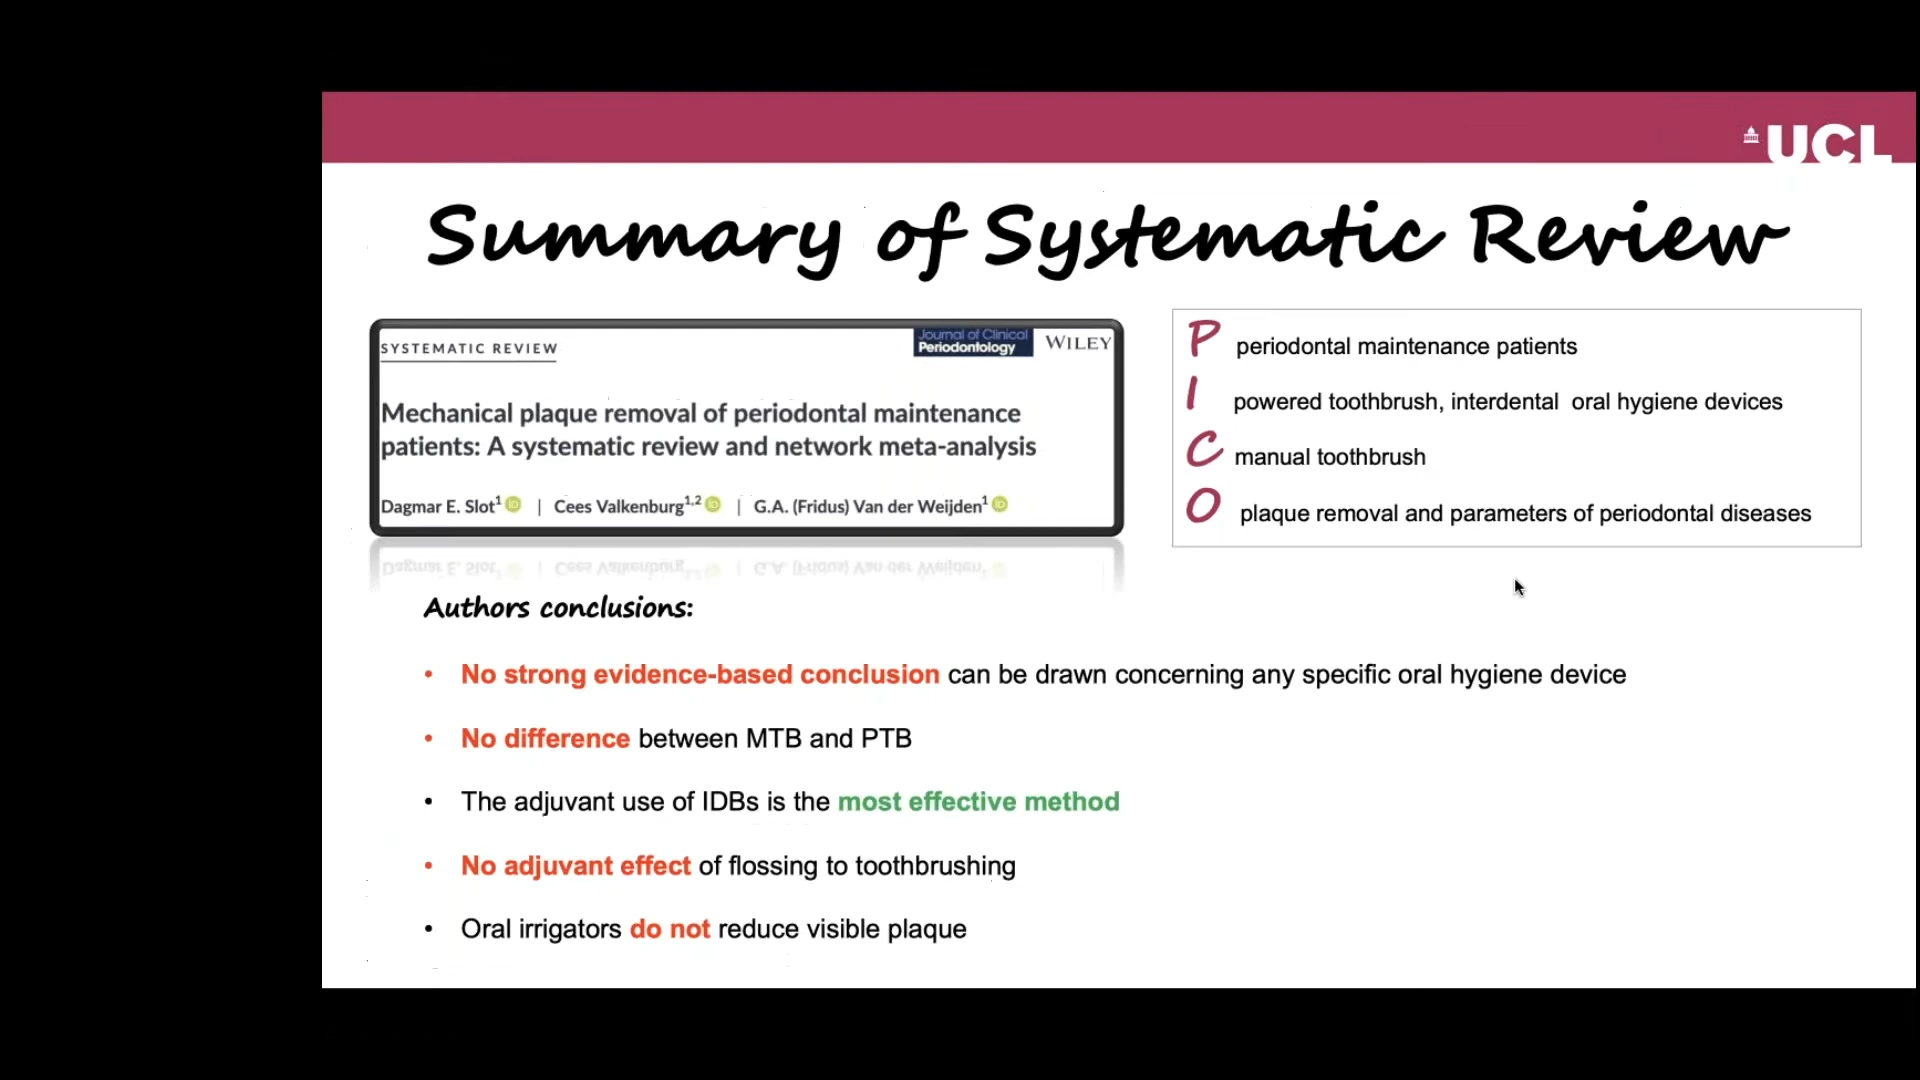 UCL
Summary of Systematic Review
SYSTEMATIC REVIEW
Journal of Clinical
Periodontology
WILEY
Mechanical plaque removal of periodontal maintenance
patients: A systematic review and network meta-analysis
Dagmar E. Slot1 iD | Cees Valkenburg1,2 iD | G.A. (Fridus) Van der Weijden1 iD
P periodontal maintenance patients
I powered toothbrush, interdental oral hygiene devices
C manual toothbrush
O plaque removal and parameters of periodontal diseases
Authors conclusions:
• No strong evidence-based conclusion can be drawn concerning any specific oral hygiene device
• No difference between MTB and PTB
• The adjuvant use of IDBs is the most effective method
• No adjuvant effect of flossing to toothbrushing
• Oral irrigators do not reduce visible plaque